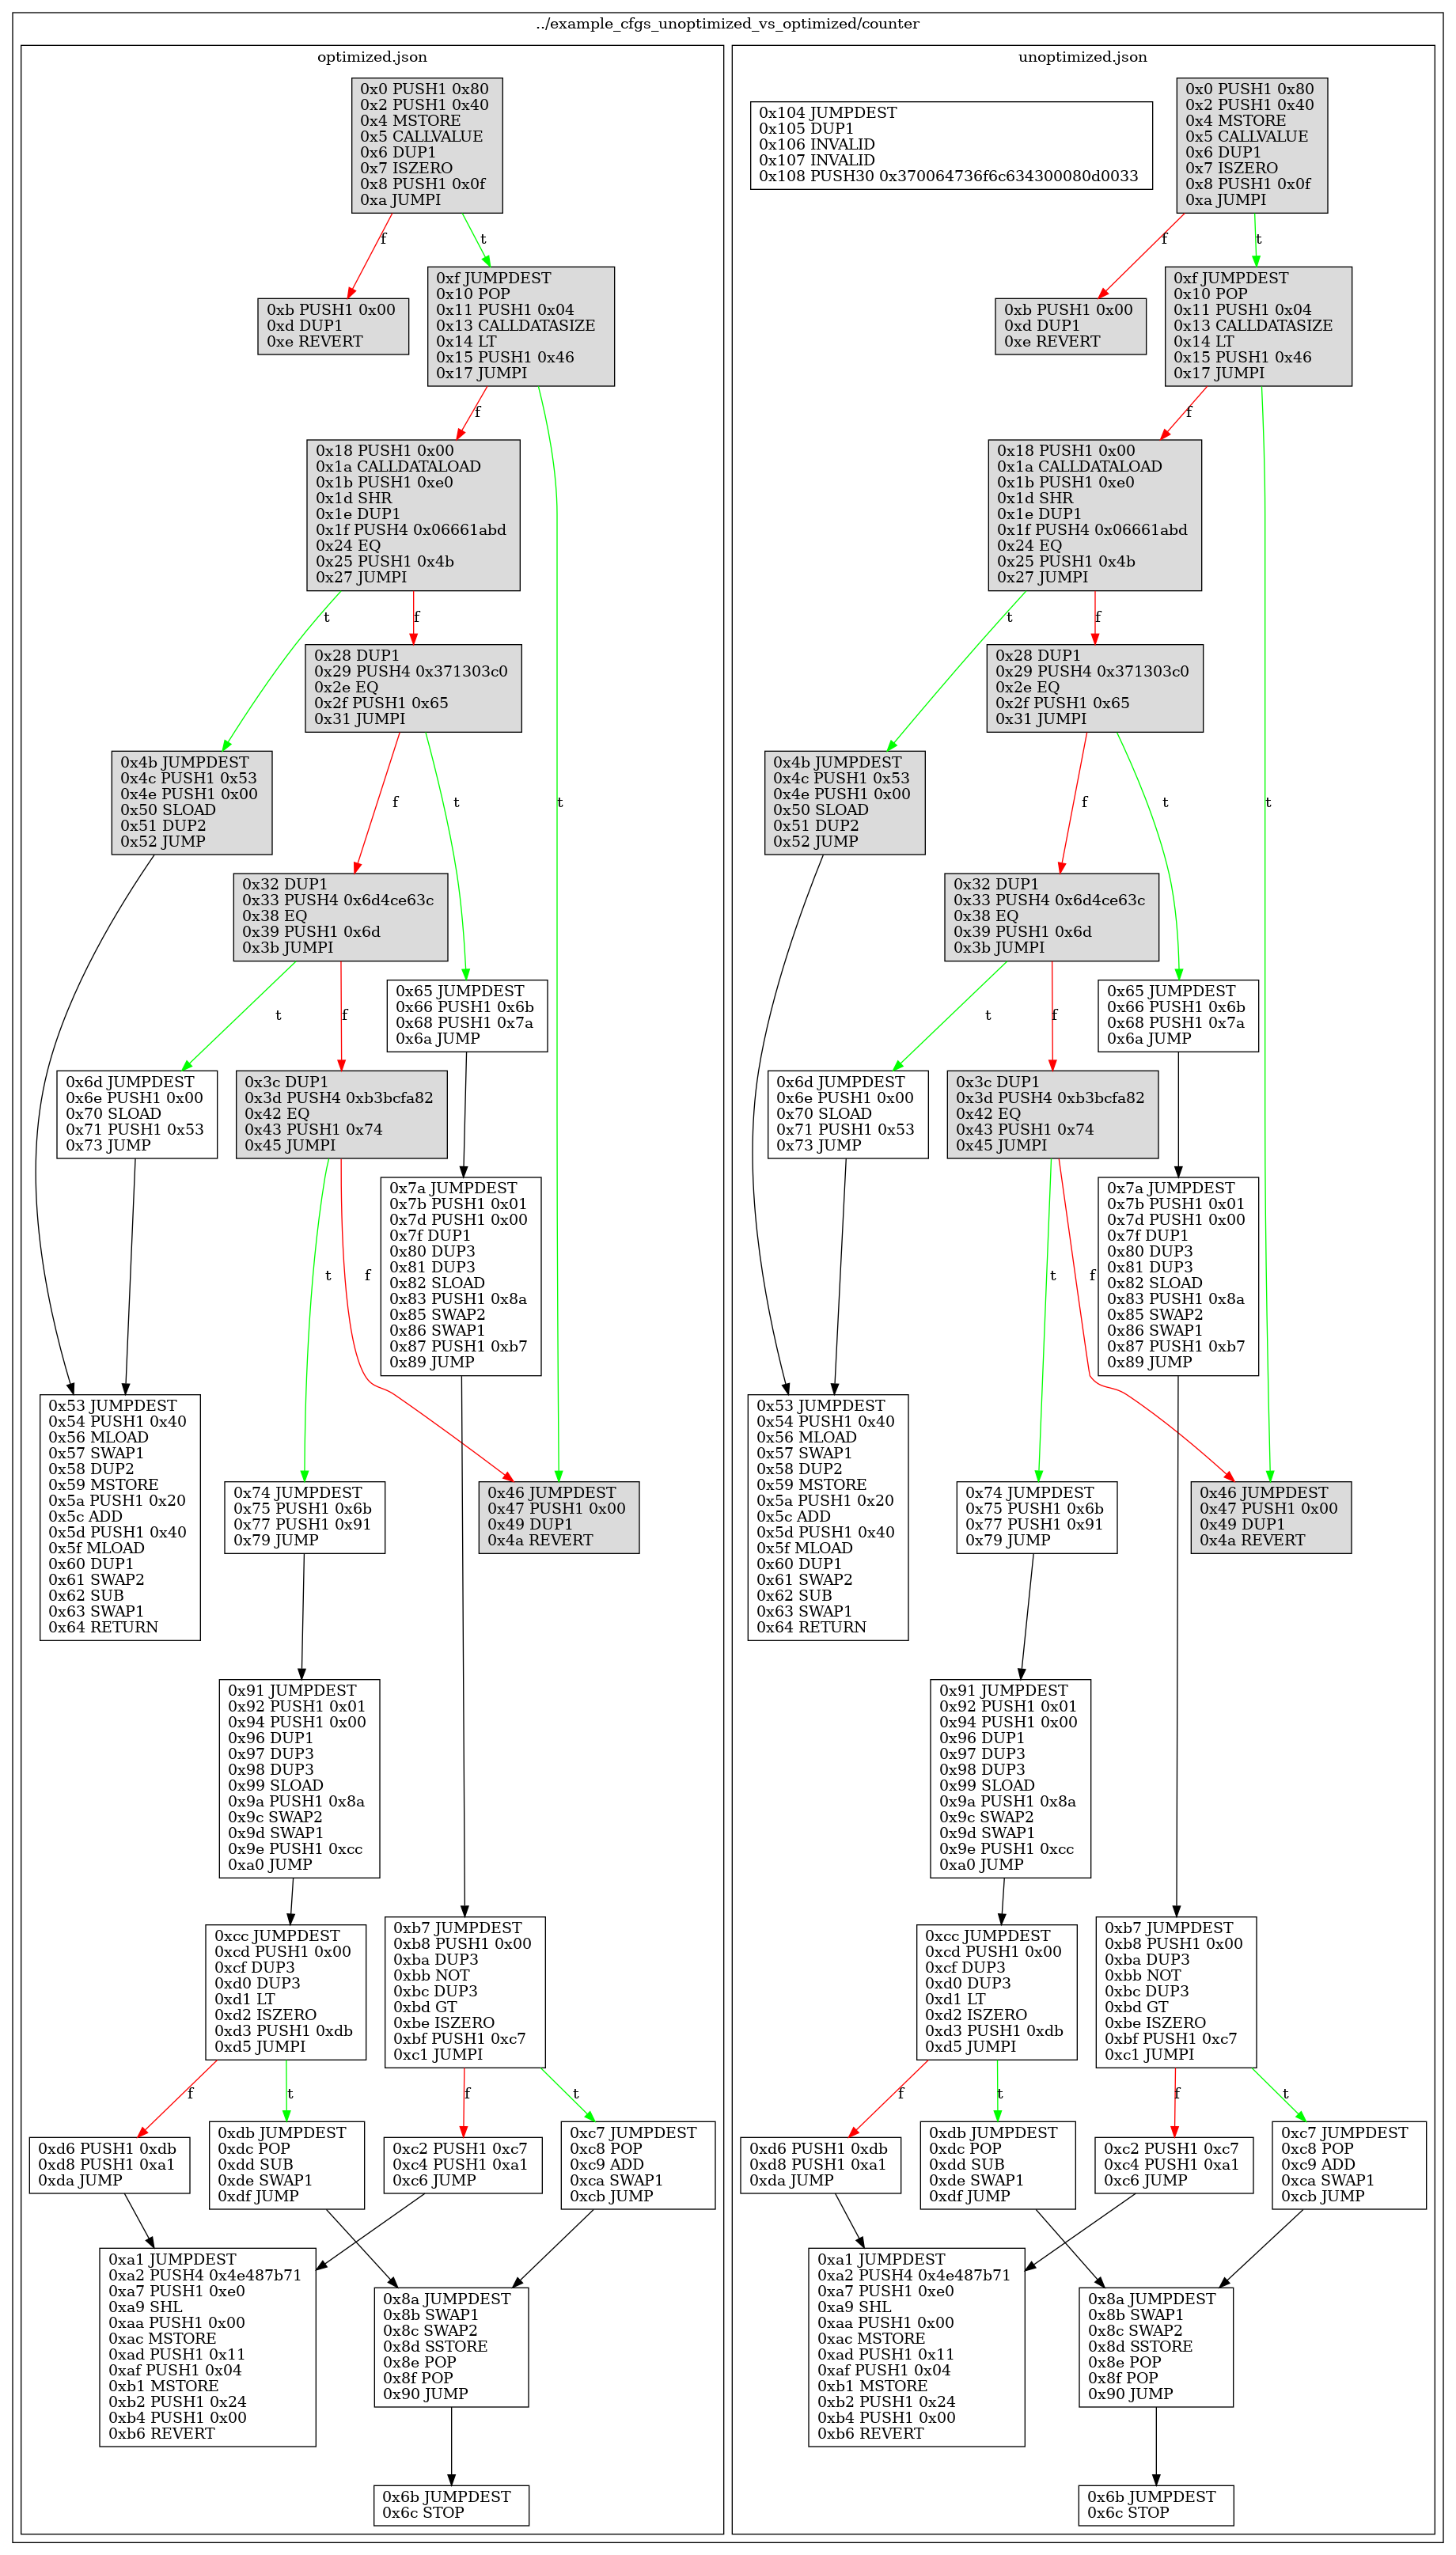 ../example_cfgs_unoptimized_vs_optimized/counter
optimized.json
0x0 PUSH1 0x80
0x2 PUSH1 0x40
0x4 MSTORE
0x5 CALLVALUE
0x6 DUP1
0x7 ISZERO
0x8 PUSH1 0x0f
0xa JUMPI
f
t
0xb PUSH1 0x00
0xd DUP1
0xe REVERT
0xf JUMPDEST
0x10 POP
0x11 PUSH1 0x04
0x13 CALLDATASIZE
0x14 LT
0x15 PUSH1 0x46
0x17 JUMPI
f
t
0x18 PUSH1 0x00
0x1a CALLDATALOAD
0x1b PUSH1 0xe0
0x1d SHR
0x1e DUP1
0x1f PUSH4 0x06661abd
0x24 EQ
0x25 PUSH1 0x4b
0x27 JUMPI
t
f
0x28 DUP1
0x29 PUSH4 0x371303c0
0x2e EQ
0x2f PUSH1 0x65
0x31 JUMPI
f
t
0x4b JUMPDEST
0x4c PUSH1 0x53
0x4e PUSH1 0x00
0x50 SLOAD
0x51 DUP2
0x52 JUMP
0x32 DUP1
0x33 PUSH4 0x6d4ce63c
0x38 EQ
0x39 PUSH1 0x6d
0x3b JUMPI
t
f
0x65 JUMPDEST
0x66 PUSH1 0x6b
0x68 PUSH1 0x7a
0x6a JUMP
0x6d JUMPDEST
0x6e PUSH1 0x00
0x70 SLOAD
0x71 PUSH1 0x53
0x73 JUMP
0x3c DUP1
0x3d PUSH4 0xb3bcfa82
0x42 EQ
0x43 PUSH1 0x74
0x45 JUMPI
t
f
0x7a JUMPDEST
0x7b PUSH1 0x01
0x7d PUSH1 0x00
0x7f DUP1
0x80 DUP3
0x81 DUP3
0x82 SLOAD
0x83 PUSH1 0x8a
0x85 SWAP2
0x86 SWAP1
0x87 PUSH1 0xb7
0x89 JUMP
0x53 JUMPDEST
0x54 PUSH1 0x40
0x56 MLOAD
0x57 SWAP1
0x58 DUP2
0x59 MSTORE
0x5a PUSH1 0x20
0x5c ADD
0x5d PUSH1 0x40
0x5f MLOAD
0x60 DUP1
0x61 SWAP2
0x62 SUB
0x63 SWAP1
0x64 RETURN
0x74 JUMPDEST
0x75 PUSH1 0x6b
0x77 PUSH1 0x91
0x79 JUMP
0x46 JUMPDEST
0x47 PUSH1 0x00
0x49 DUP1
0x4a REVERT
0x91 JUMPDEST
0x92 PUSH1 0x01
0x94 PUSH1 0x00
0x96 DUP1
0x97 DUP3
0x98 DUP3
0x99 SLOAD
0x9a PUSH1 0x8a
0x9c SWAP2
0x9d SWAP1
0x9e PUSH1 0xcc
0xa0 JUMP
0xcc JUMPDEST
0xcd PUSH1 0x00
0xcf DUP3
0xd0 DUP3
0xd1 LT
0xd2 ISZERO
0xd3 PUSH1 0xdb
0xd5 JUMPI
f
t
0xb7 JUMPDEST
0xb8 PUSH1 0x00
0xba DUP3
0xbb NOT
0xbc DUP3
0xbd GT
0xbe ISZERO
0xbf PUSH1 0xc7
0xc1 JUMPI
f
t
0xd6 PUSH1 0xdb
0xd8 PUSH1 0xa1
0xda JUMP
0xdb JUMPDEST
0xdc POP
0xdd SUB
0xde SWAP1
0xdf JUMP
0xc2 PUSH1 0xc7
0xc4 PUSH1 0xa1
0xc6 JUMP
0xc7 JUMPDEST
0xc8 POP
0xc9 ADD
0xca SWAP1
0xcb JUMP
0xa1 JUMPDEST
0xa2 PUSH4 0x4e487b71
0xa7 PUSH1 0xe0
0xa9 SHL
0xaa PUSH1 0x00
0xac MSTORE
0xad PUSH1 0x11
0xaf PUSH1 0x04
0xb1 MSTORE
0xb2 PUSH1 0x24
0xb4 PUSH1 0x00
0xb6 REVERT
0x8a JUMPDEST
0x8b SWAP1
0x8c SWAP2
0x8d SSTORE
0x8e POP
0x8f POP
0x90 JUMP
0x6b JUMPDEST
0x6c STOP
unoptimized.json
0x104 JUMPDEST
0x105 DUP1
0x106 INVALID
0x107 INVALID
0x108 PUSH30 0x370064736f6c634300080d0033
0x0 PUSH1 0x80
0x2 PUSH1 0x40
0x4 MSTORE
0x5 CALLVALUE
0x6 DUP1
0x7 ISZERO
0x8 PUSH1 0x0f
0xa JUMPI
f
t
0xb PUSH1 0x00
0xd DUP1
0xe REVERT
0xf JUMPDEST
0x10 POP
0x11 PUSH1 0x04
0x13 CALLDATASIZE
0x14 LT
0x15 PUSH1 0x46
0x17 JUMPI
f
t
0x18 PUSH1 0x00
0x1a CALLDATALOAD
0x1b PUSH1 0xe0
0x1d SHR
0x1e DUP1
0x1f PUSH4 0x06661abd
0x24 EQ
0x25 PUSH1 0x4b
0x27 JUMPI
t
f
0x28 DUP1
0x29 PUSH4 0x371303c0
0x2e EQ
0x2f PUSH1 0x65
0x31 JUMPI
f
t
0x4b JUMPDEST
0x4c PUSH1 0x53
0x4e PUSH1 0x00
0x50 SLOAD
0x51 DUP2
0x52 JUMP
0x32 DUP1
0x33 PUSH4 0x6d4ce63c
0x38 EQ
0x39 PUSH1 0x6d
0x3b JUMPI
t
f
0x65 JUMPDEST
0x66 PUSH1 0x6b
0x68 PUSH1 0x7a
0x6a JUMP
0x6d JUMPDEST
0x6e PUSH1 0x00
0x70 SLOAD
0x71 PUSH1 0x53
0x73 JUMP
0x3c DUP1
0x3d PUSH4 0xb3bcfa82
0x42 EQ
0x43 PUSH1 0x74
0x45 JUMPI
t
f
0x7a JUMPDEST
0x7b PUSH1 0x01
0x7d PUSH1 0x00
0x7f DUP1
0x80 DUP3
0x81 DUP3
0x82 SLOAD
0x83 PUSH1 0x8a
0x85 SWAP2
0x86 SWAP1
0x87 PUSH1 0xb7
0x89 JUMP
0x53 JUMPDEST
0x54 PUSH1 0x40
0x56 MLOAD
0x57 SWAP1
0x58 DUP2
0x59 MSTORE
0x5a PUSH1 0x20
0x5c ADD
0x5d PUSH1 0x40
0x5f MLOAD
0x60 DUP1
0x61 SWAP2
0x62 SUB
0x63 SWAP1
0x64 RETURN
0x74 JUMPDEST
0x75 PUSH1 0x6b
0x77 PUSH1 0x91
0x79 JUMP
0x46 JUMPDEST
0x47 PUSH1 0x00
0x49 DUP1
0x4a REVERT
0x91 JUMPDEST
0x92 PUSH1 0x01
0x94 PUSH1 0x00
0x96 DUP1
0x97 DUP3
0x98 DUP3
0x99 SLOAD
0x9a PUSH1 0x8a
0x9c SWAP2
0x9d SWAP1
0x9e PUSH1 0xcc
0xa0 JUMP
0xcc JUMPDEST
0xcd PUSH1 0x00
0xcf DUP3
0xd0 DUP3
0xd1 LT
0xd2 ISZERO
0xd3 PUSH1 0xdb
0xd5 JUMPI
f
t
0xb7 JUMPDEST
0xb8 PUSH1 0x00
0xba DUP3
0xbb NOT
0xbc DUP3
0xbd GT
0xbe ISZERO
0xbf PUSH1 0xc7
0xc1 JUMPI
f
t
0xd6 PUSH1 0xdb
0xd8 PUSH1 0xa1
0xda JUMP
0xdb JUMPDEST
0xdc POP
0xdd SUB
0xde SWAP1
0xdf JUMP
0xc2 PUSH1 0xc7
0xc4 PUSH1 0xa1
0xc6 JUMP
0xc7 JUMPDEST
0xc8 POP
0xc9 ADD
0xca SWAP1
0xcb JUMP
0xa1 JUMPDEST
0xa2 PUSH4 0x4e487b71
0xa7 PUSH1 0xe0
0xa9 SHL
0xaa PUSH1 0x00
0xac MSTORE
0xad PUSH1 0x11
0xaf PUSH1 0x04
0xb1 MSTORE
0xb2 PUSH1 0x24
0xb4 PUSH1 0x00
0xb6 REVERT
0x8a JUMPDEST
0x8b SWAP1
0x8c SWAP2
0x8d SSTORE
0x8e POP
0x8f POP
0x90 JUMP
0x6b JUMPDEST
0x6c STOP